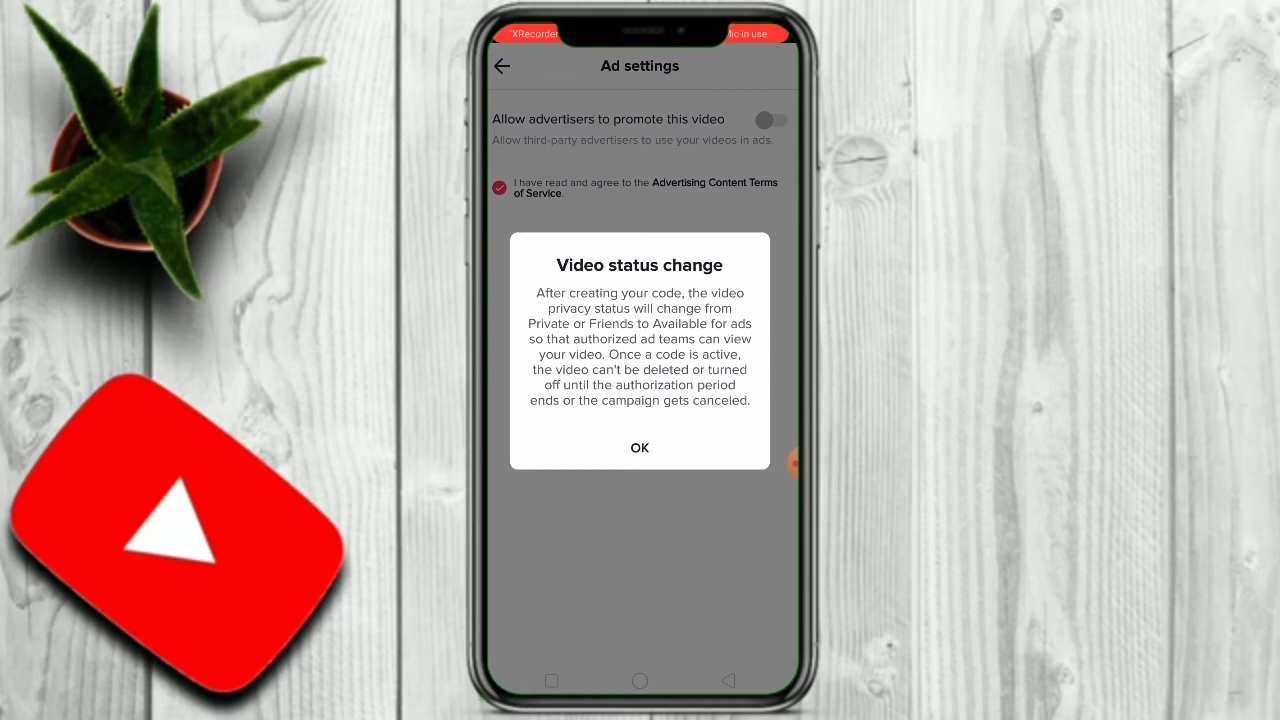 XRecorder
Mic in use
Ad settings
Allow advertisers to promote this video
Allow third-party advertisers to use your videos in ads.
I have read and agree to the Advertising Content Terms
of Service.
Video status change
After creating your code, the video
privacy status will change from
Private or Friends to Available for ads
so that authorized ad teams can view
your video. Once a code is active,
the video can't be deleted or turned
off until the authorization period
ends or the campaign gets canceled.
OK